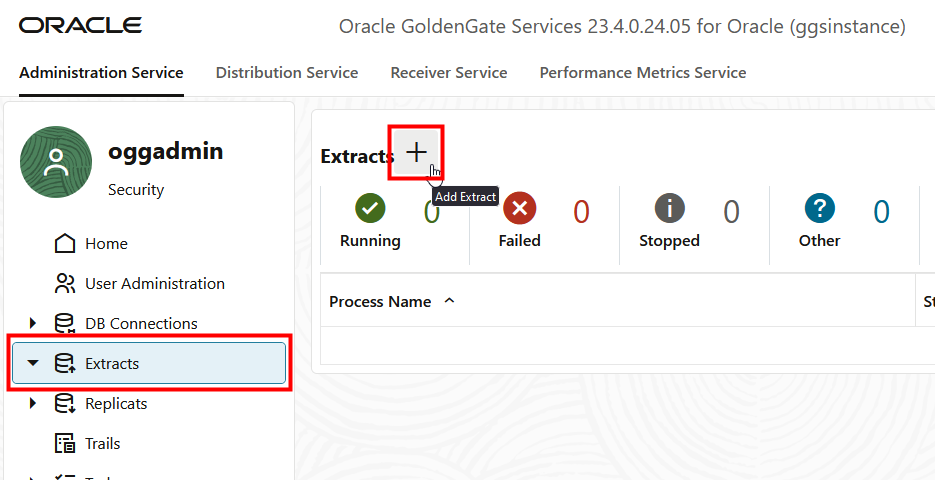 ORACLE
Oracle GoldenGate Services 23.4.0.24.05 for Oracle (ggsinstance)
Administration Service
Distribution Service
Receiver Service
Performance Metrics Service
oggadmin
Security
Home
User Administration
DB Connections
Extracts
Replicats
Trails
Extracts
Add Extract
0
Running
0
Failed
0
Stopped
0
Other
Process Name